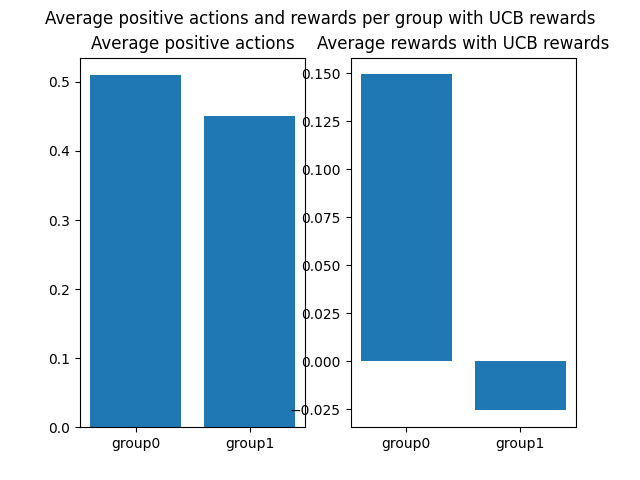 Average positive actions and rewards per group with UCB rewards
Average positive actions
Average rewards with UCB rewards
0.5
0.4
0.3
0.2
0.1
0.0
group0
group1
0.150
0.125
0.100
0.075
0.050
0.025
0.000
−0.025
group0
group1